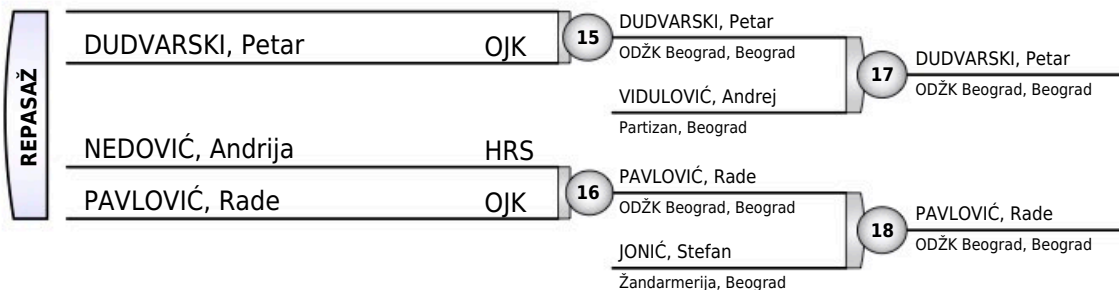 REPASAŽ
DUDVARSKI, Petar OJK
NEDOVIĆ, Andrija HRS
PAVLOVIĆ, Rade OJK
15
16
DUDVARSKI, Petar
ODŽK Beograd, Beograd
VIDULOVIĆ, Andrej
Partizan, Beograd
PAVLOVIĆ, Rade
ODŽK Beograd, Beograd
JONIĆ, Stefan
Žandarmerija, Beograd
17
18
DUDVARSKI, Petar
ODŽK Beograd, Beograd
PAVLOVIĆ, Rade
ODŽK Beograd, Beograd